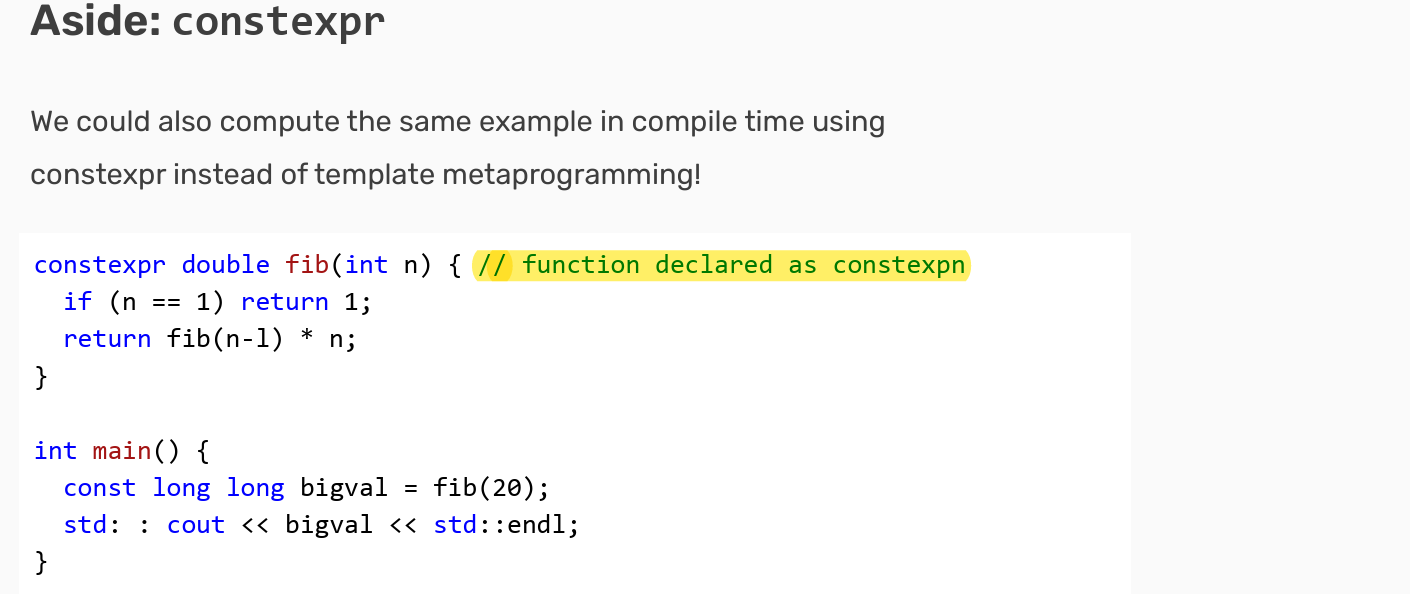 Aside: constexpr
We could also compute the same example in compile time using
constexpr instead of template metaprogramming!
constexpr double fib(int n) { // function declared as constexpn
  if (n == 1) return 1;
  return fib(n-l) * n;
}
int main() {
  const long long bigval = fib(20);
  std: : cout << bigval << std::endl;
}